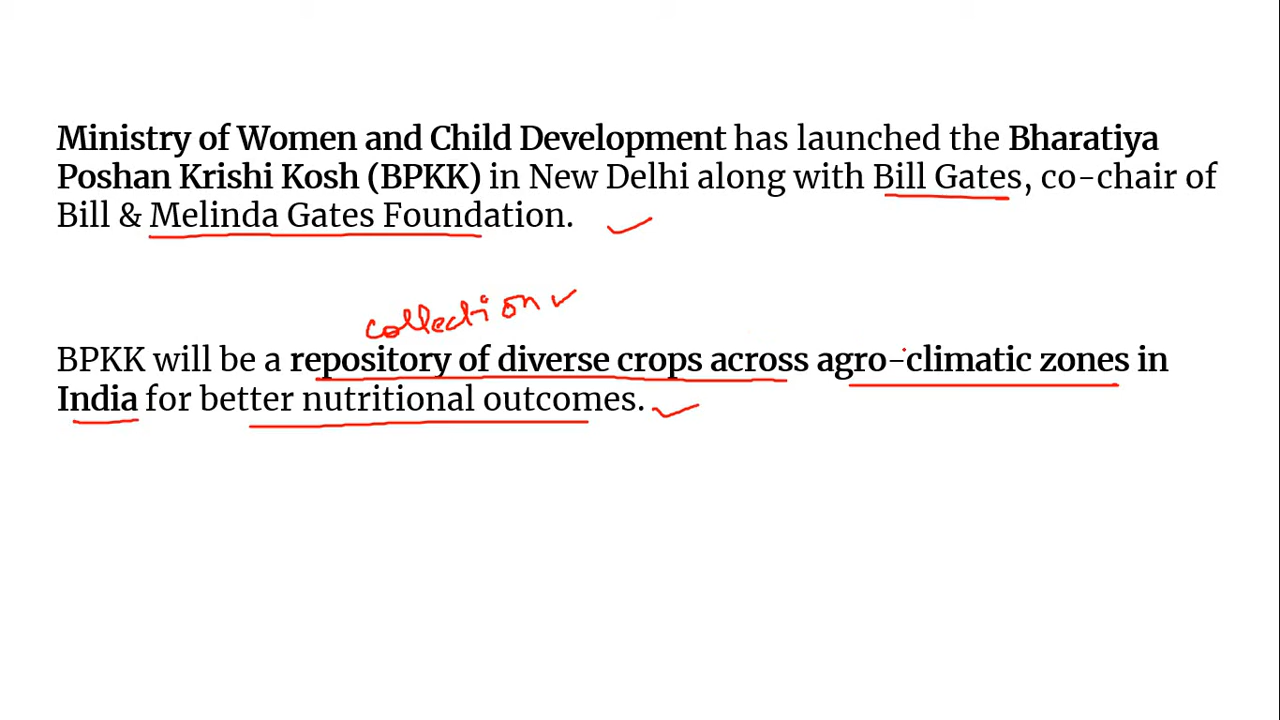 Ministry of Women and Child Development has launched the Bharatiya
Poshan Krishi Kosh (BPKK) in New Delhi along with Bill Gates, co-chair of
Bill & Melinda Gates Foundation.
collection
BPKK will be a repository of diverse crops across agro-climatic zones in
India for better nutritional outcomes.